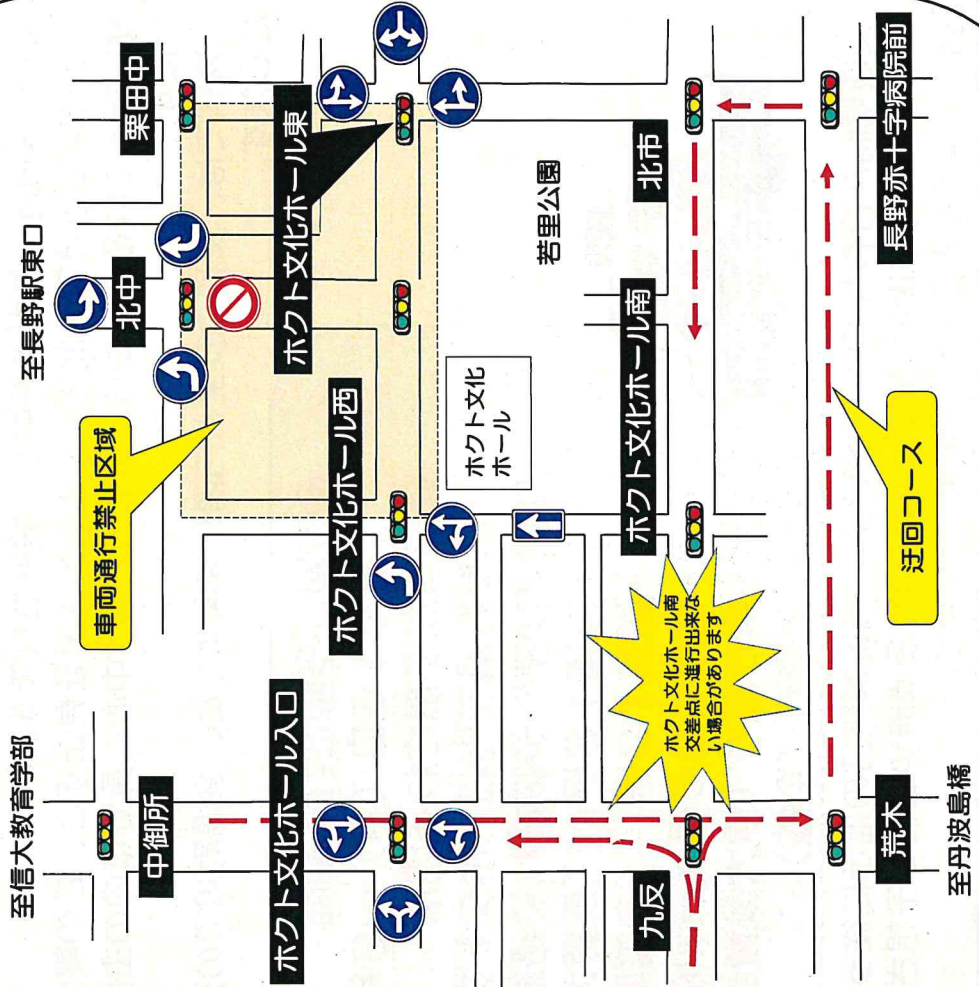 至長野駅東口
栗田中
北中
車両通行禁止区域
ホクト文化ホール東
ホクト文化ホール西
至信大教育学部
中御所
ホクト文化ホール入口
若里公園
ホクト文化
ホール
北市
ホクト文化ホール南
ホクト文化ホール南
交差点に進行出来な
い場合があります
九反
長野赤十字病院前
迂回コース
荒木
至丹波島橋